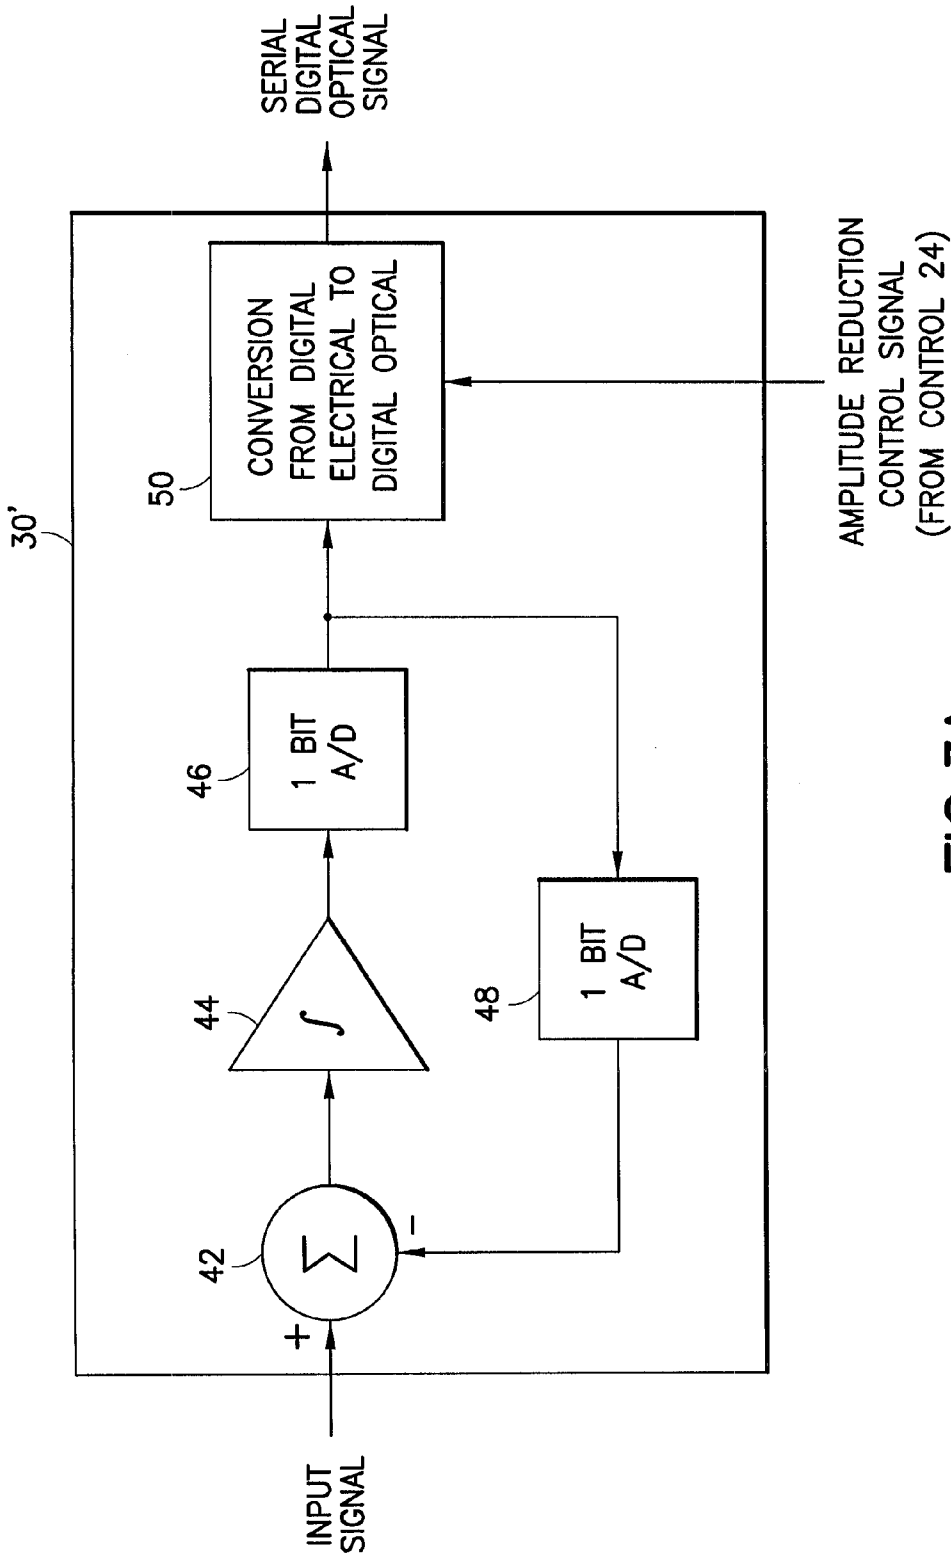 30'
INPUT
SIGNAL
+
42
Σ
-
44
∫
46
1 BIT
A/D
48
1 BIT
A/D
50
CONVERSION
FROM DIGITAL
ELECTRICAL TO
DIGITAL OPTICAL
SERIAL
DIGITAL
OPTICAL
SIGNAL
AMPLITUDE REDUCTION
CONTROL SIGNAL
(FROM CONTROL 24)